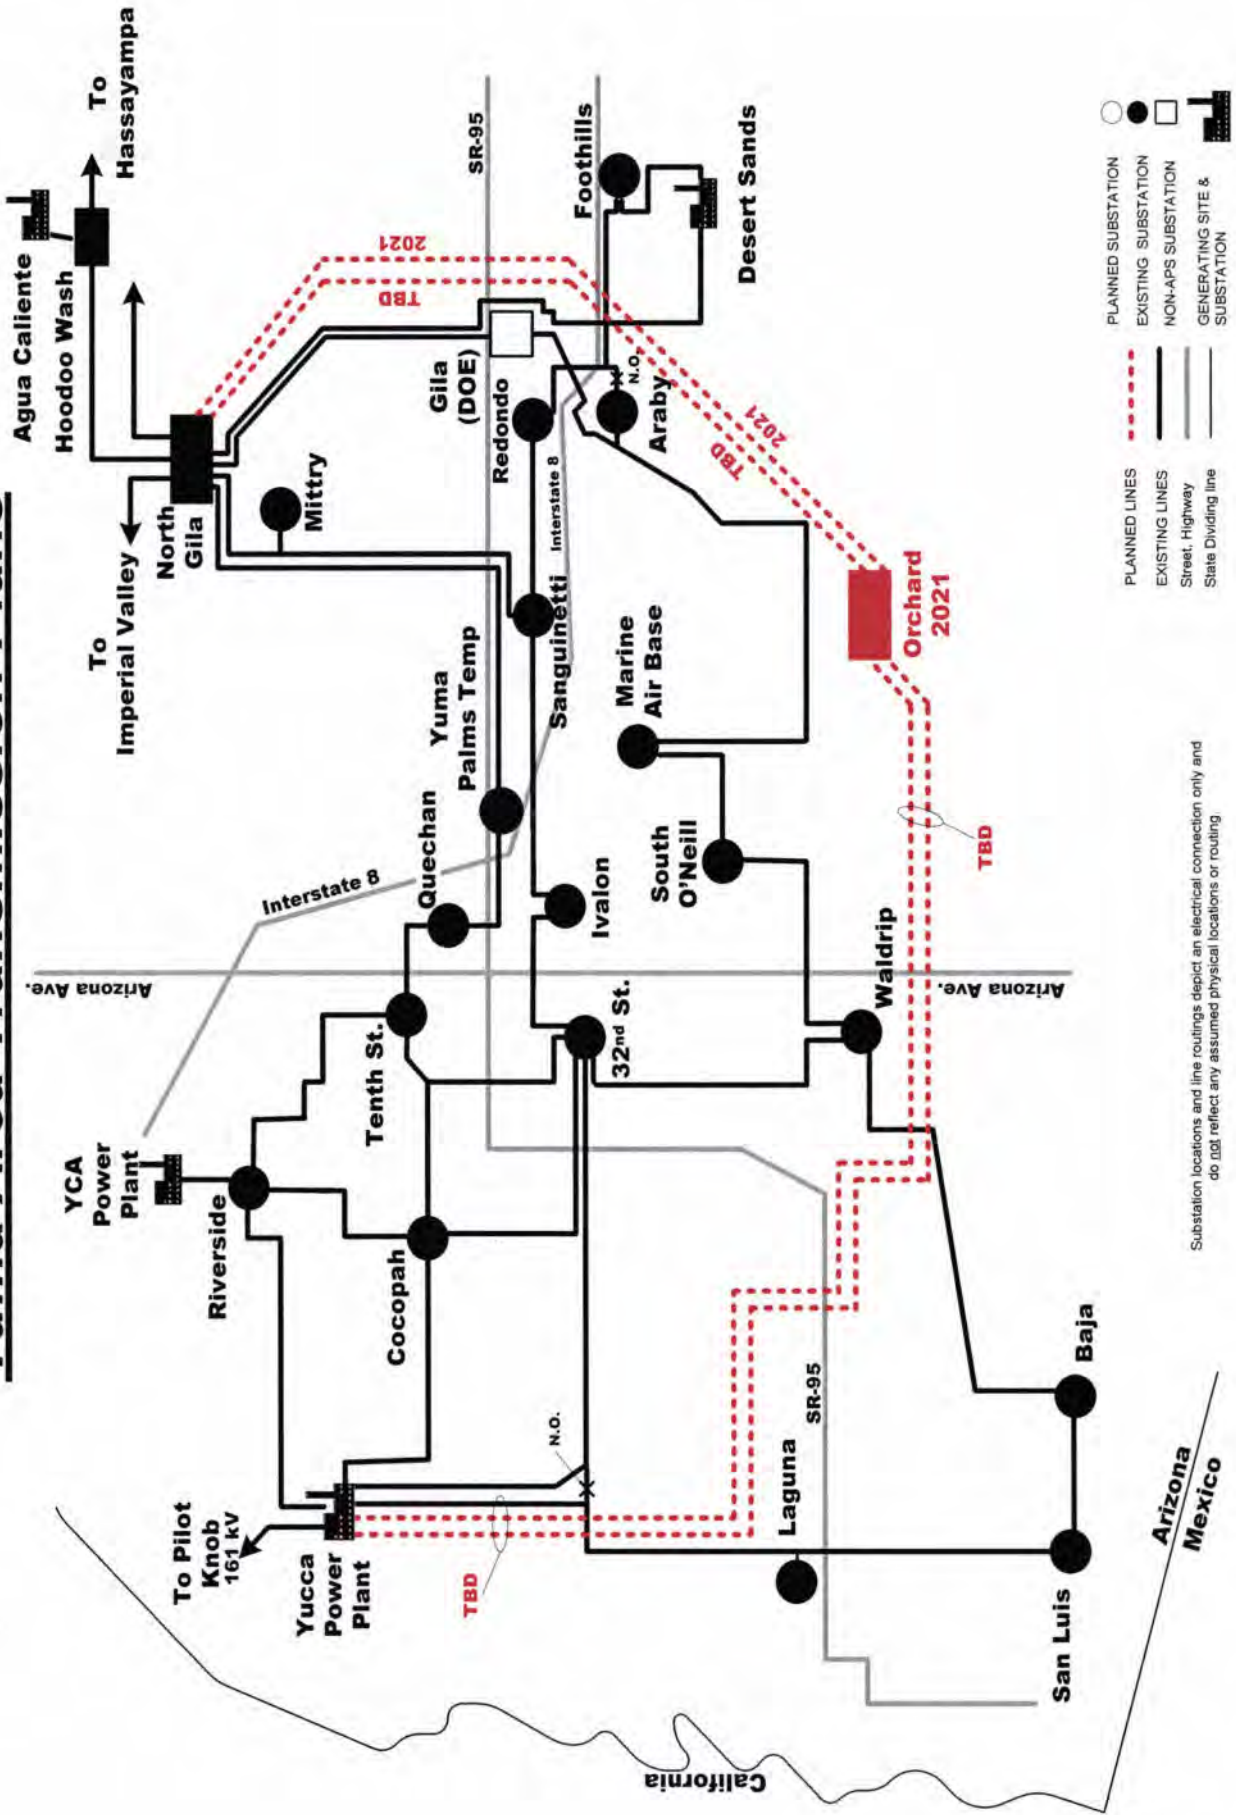 Agua Caliente
Hoodoo Wash
To
Hassayampa
To
Imperial Valley
North
Gila
Mittry
2021
TBD
SR-95
Foothills
Desert Sands
Gila
(DOE)
Redondo
Interstate 8
N.O.
Araby
Sanguinetti
Yuma
Palms Temp
Quechan
Interstate 8
Ivalon
Marine
Air Base
South
O'Neill
TBD
2021
Orchard
2021
TBD
Arizona Ave.
Arizona Ave.
Waldrip
32nd St.
Tenth St.
YCA
Power
Plant
Riverside
Cocopah
To Pilot
Knob
161 kV
Yucca
Power
Plant
TBD
N.O.
Laguna
SR-95
San Luis
Baja
Arizona
Mexico
California
PLANNED LINES
EXISTING LINES
Street, Highway
State Dividing line
PLANNED SUBSTATION
EXISTING SUBSTATION
NON-APS SUBSTATION
GENERATING SITE &
SUBSTATION
Substation locations and line routings depict an electrical connection only and
do not reflect any assumed physical locations or routing